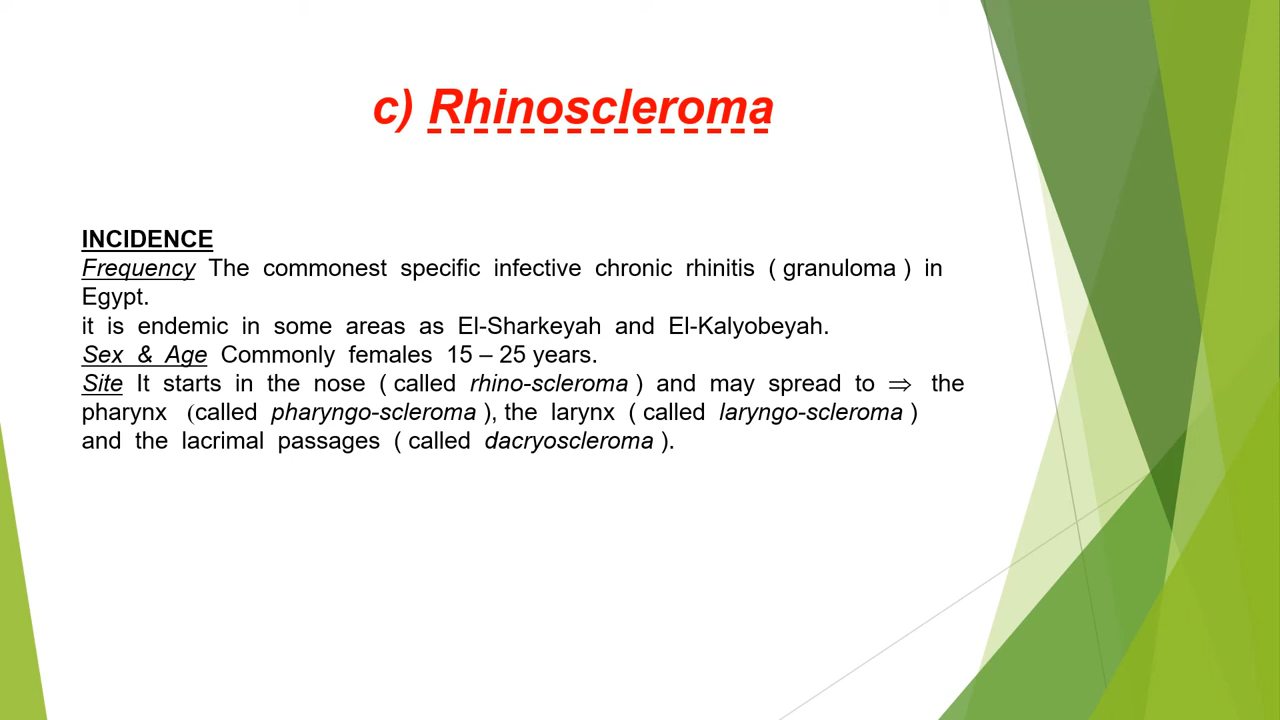 c) Rhinoscleroma
INCIDENCE
Frequency The commonest specific infective chronic rhinitis ( granuloma ) in
Egypt.
it is endemic in some areas as El-Sharkeyah and El-Kalyobeyah.
Sex & Age Commonly females 15 – 25 years.
Site It starts in the nose ( called rhino-scleroma ) and may spread to ⇒ the
pharynx (called pharyngo-scleroma ), the larynx ( called laryngo-scleroma )
and the lacrimal passages ( called dacryoscleroma ).